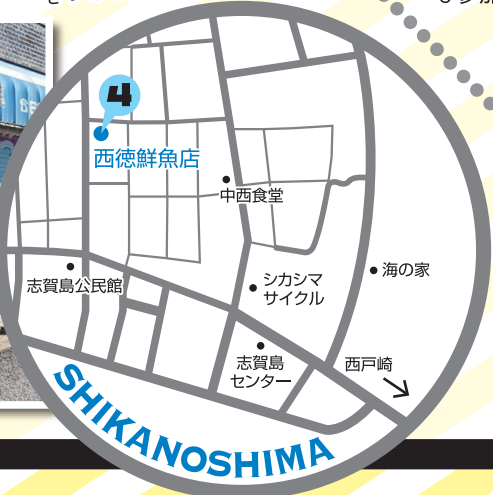 4
西徳鮮魚店
中西食堂
志賀島公民館
シカシマ
サイクル
海の家
志賀島
センター
西戸崎
SHIKANOSHIMA